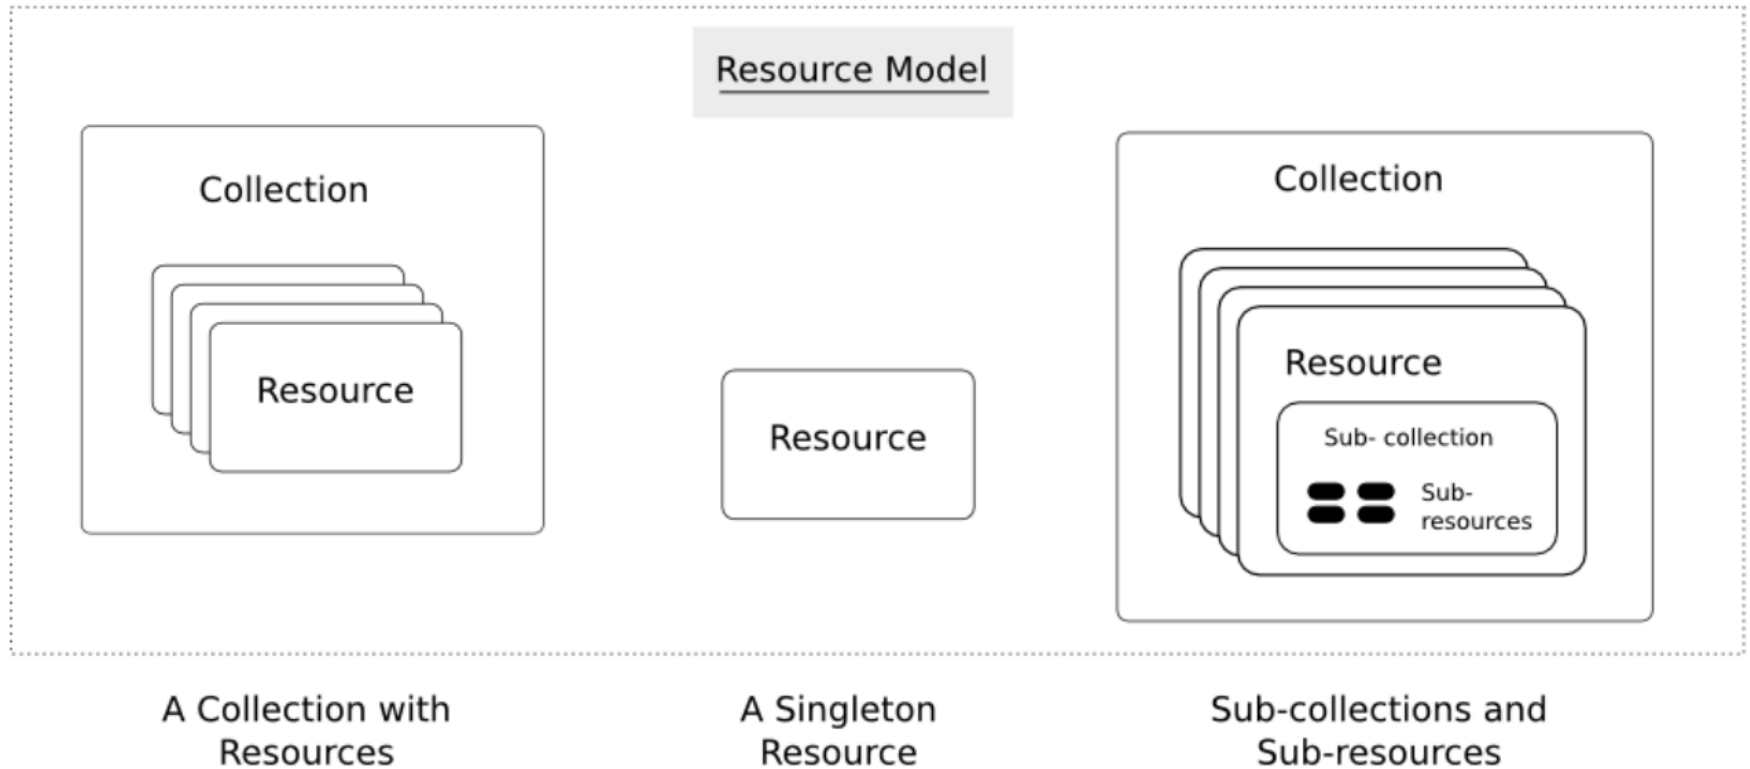 Resource Model
Collection
Resource
Resource
Collection
Resource
Sub- collection
Sub-
resources
A Collection with
Resources
A Singleton
Resource
Sub-collections and
Sub-resources